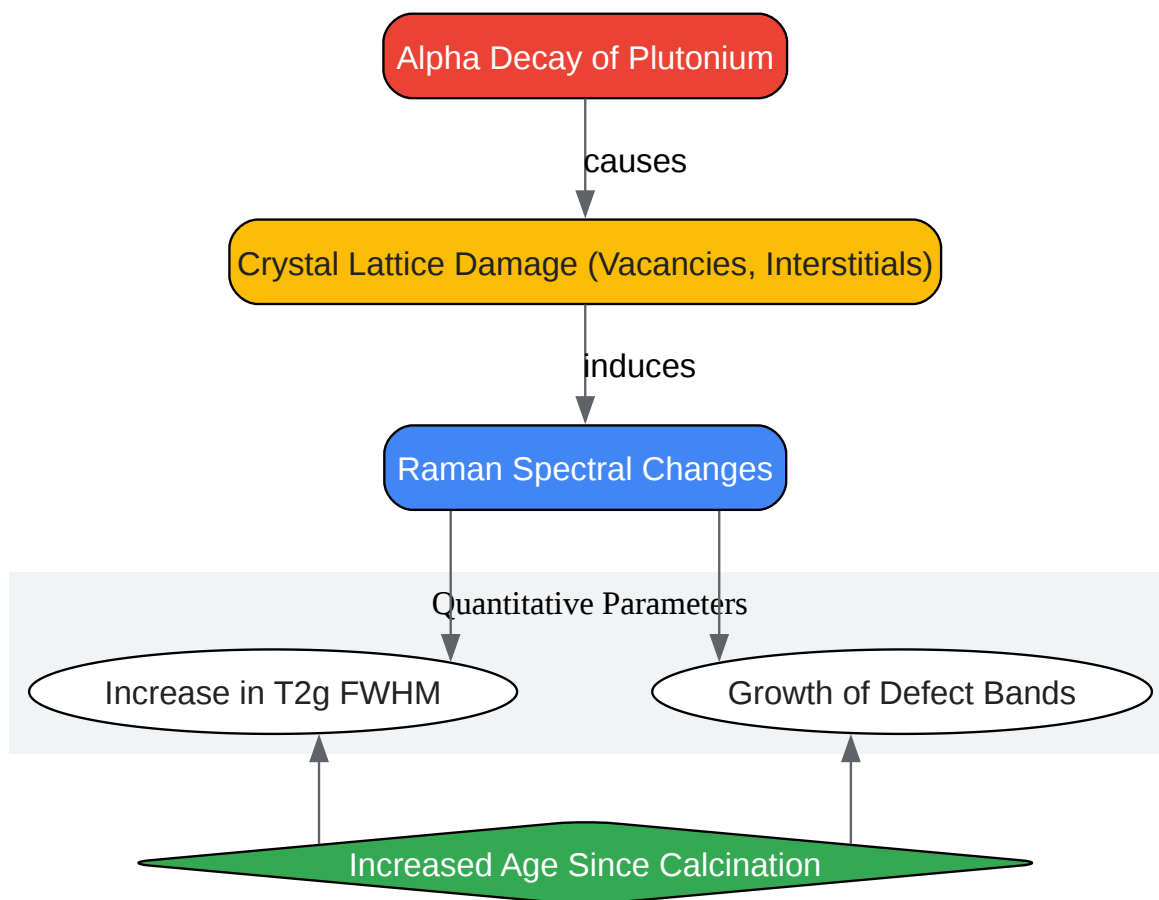 Alpha Decay of Plutonium
causes
Crystal Lattice Damage (Vacancies, Interstitials)
induces
Raman Spectral Changes
Quantitative Parameters
Increase in T2g FWHM
Growth of Defect Bands
Increased Age Since Calcination